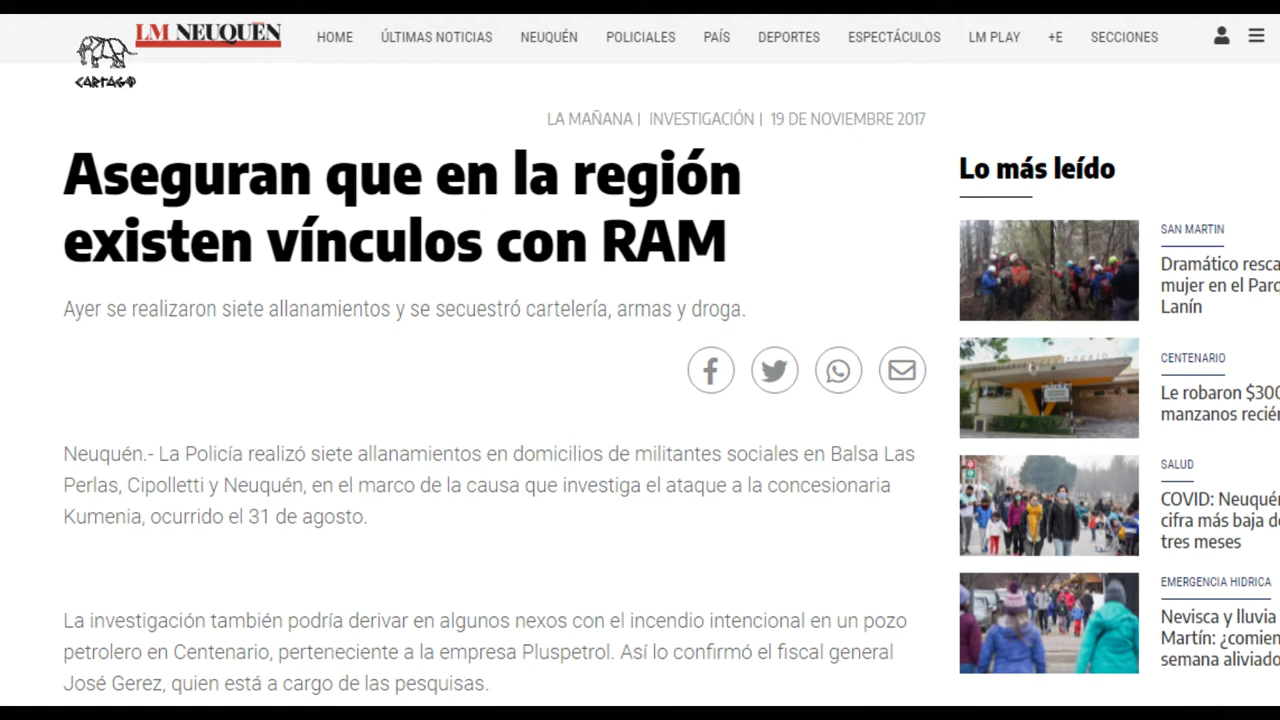 LM NEUQUÉN
HOME
ÚLTIMAS NOTICIAS
NEUQUÉN
POLICIALES
PAÍS
DEPORTES
ESPECTÁCULOS
LM PLAY
+E
SECCIONES
CARTAGO
LA MAÑANA | INVESTIGACIÓN | 19 DE NOVIEMBRE 2017
Aseguran que en la región
existen vínculos con RAM
Ayer se realizaron siete allanamientos y se secuestró cartelería, armas y droga.
Neuquén.- La Policía realizó siete allanamientos en domicilios de militantes sociales en Balsa Las
Perlas, Cipolletti y Neuquén, en el marco de la causa que investiga el ataque a la concesionaria
Kumenia, ocurrido el 31 de agosto.
La investigación también podría derivar en algunos nexos con el incendio intencional en un pozo
petrolero en Centenario, perteneciente a la empresa Pluspetrol. Así lo confirmó el fiscal general
José Gerez, quien está a cargo de las pesquisas.
Lo más leído
SAN MARTIN
Dramático resca
mujer en el Parc
Lanín
CENTENARIO
Le robaron $300
manzanos recién
SALUD
COVID: Neuquén
cifra más baja de
tres meses
EMERGENCIA HIDRICA
Nevisca y lluvia
Martín: ¿comien
semana aliviado